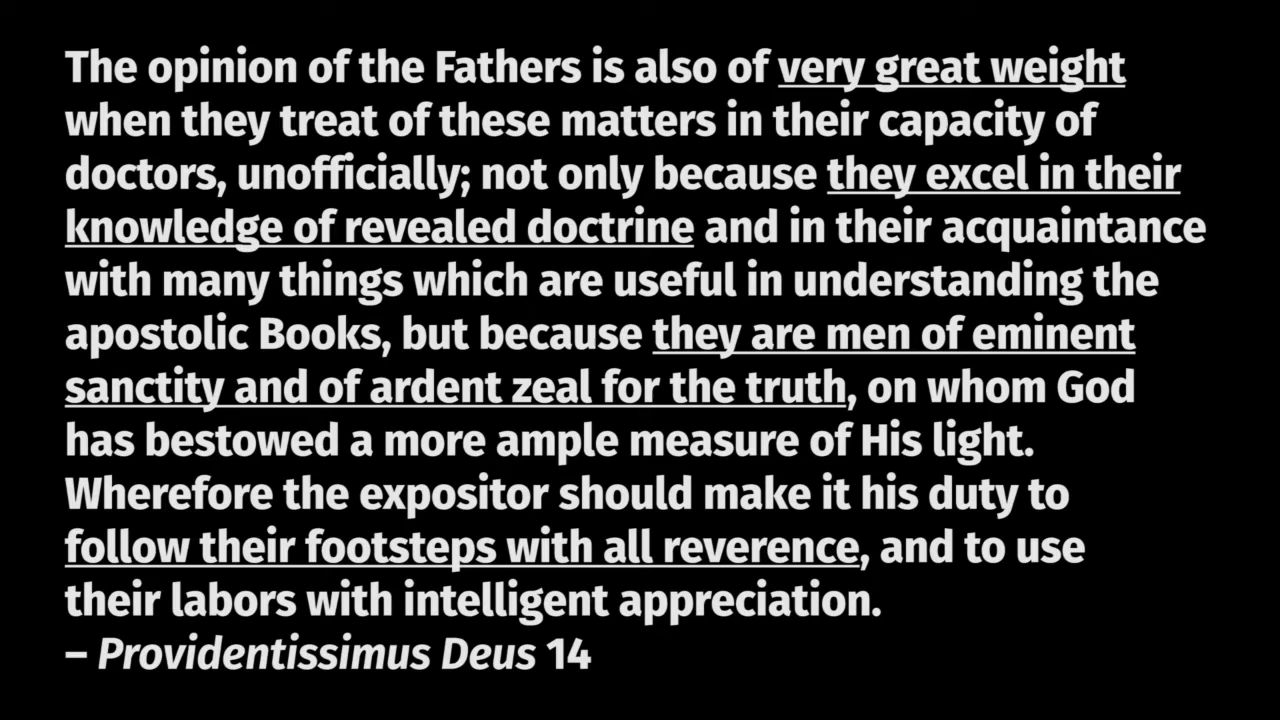 The opinion of the Fathers is also of very great weight
when they treat of these matters in their capacity of
doctors, unofficially; not only because they excel in their
knowledge of revealed doctrine and in their acquaintance
with many things which are useful in understanding the
apostolic Books, but because they are men of eminent
sanctity and of ardent zeal for the truth, on whom God
has bestowed a more ample measure of His light.
Wherefore the expositor should make it his duty to
follow their footsteps with all reverence, and to use
their labors with intelligent appreciation.
– Providentissimus Deus 14